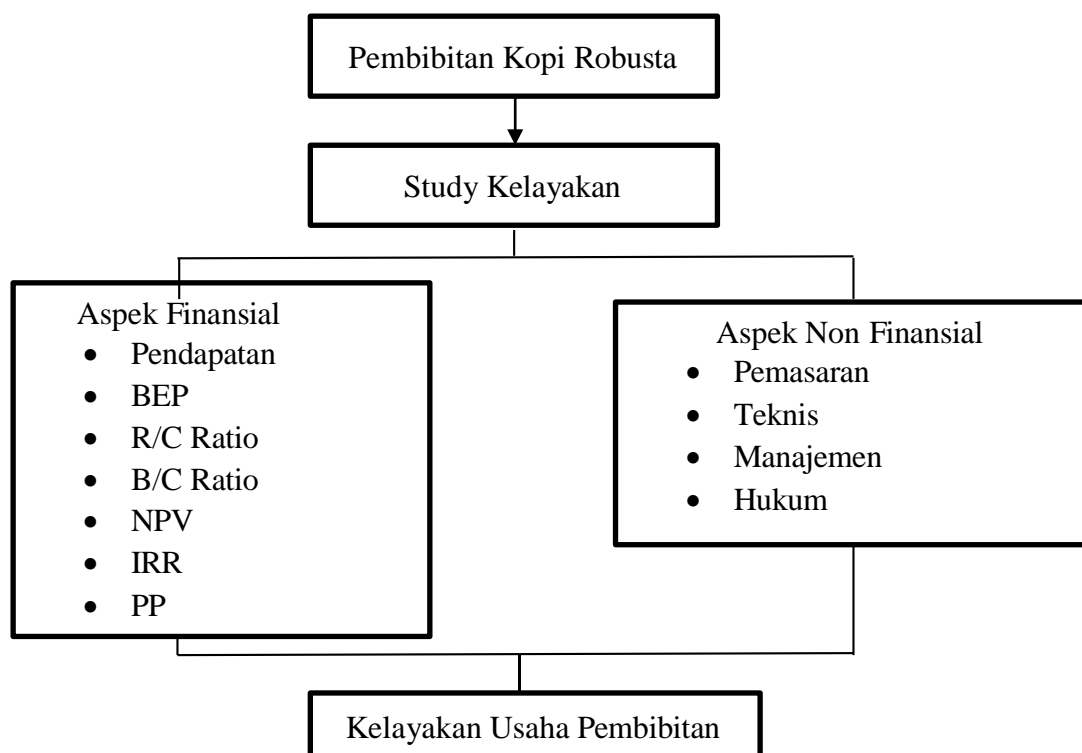 Pembibitan Kopi Robusta
Study Kelayakan
Aspek Finansial
• Pendapatan
• BEP
• R/C Ratio
• B/C Ratio
• NPV
• IRR
• PP
Aspek Non Finansial
• Pemasaran
• Teknis
• Manajemen
• Hukum
Kelayakan Usaha Pembibitan